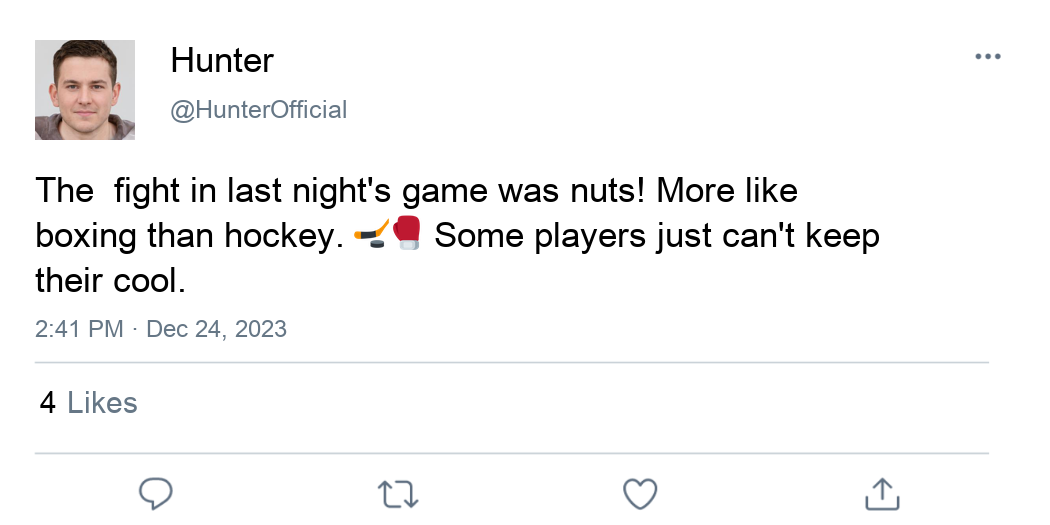 Hunter
@HunterOfficial
The  fight in last night's game was nuts! More like
boxing than hockey. 🏒🥊 Some players just can't keep
their cool.
2:41 PM · Dec 24, 2023
4 Likes